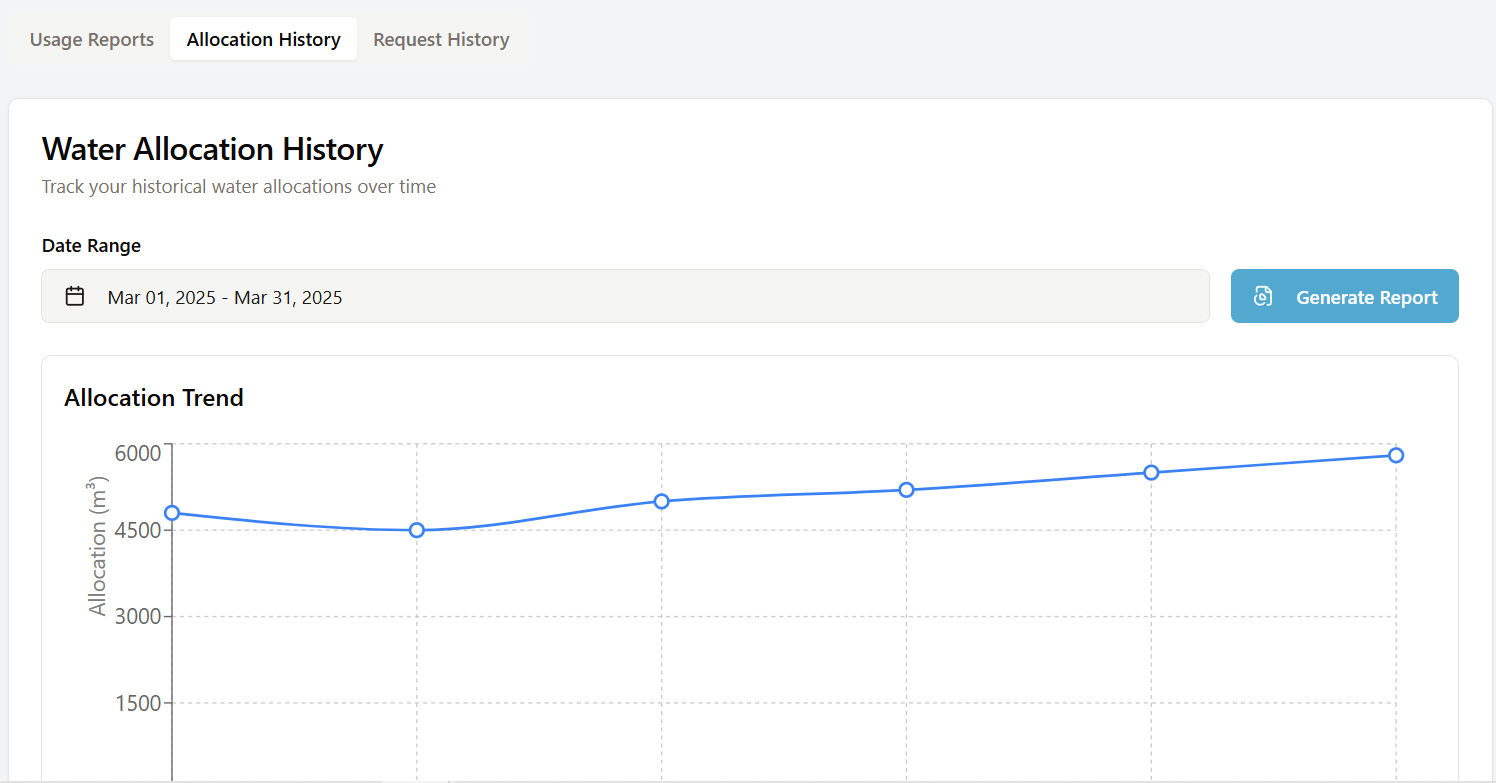 Usage Reports Allocation History Request History
Water Allocation History
Track your historical water allocations over time
Date Range
Mar 01, 2025 - Mar 31, 2025
Generate Report
Allocation Trend
Allocation (m³)
6000
4500
3000
1500